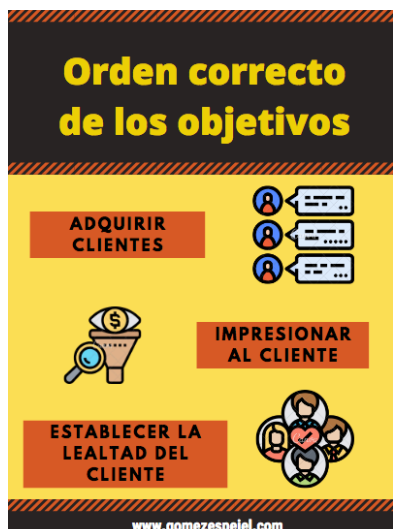 Orden correcto
de los objetivos
ADQUIRIR
CLIENTES
IMPRESIONAR
AL CLIENTE
ESTABLECER LA
LEALTAD DEL
CLIENTE
www.gomezespejel.com